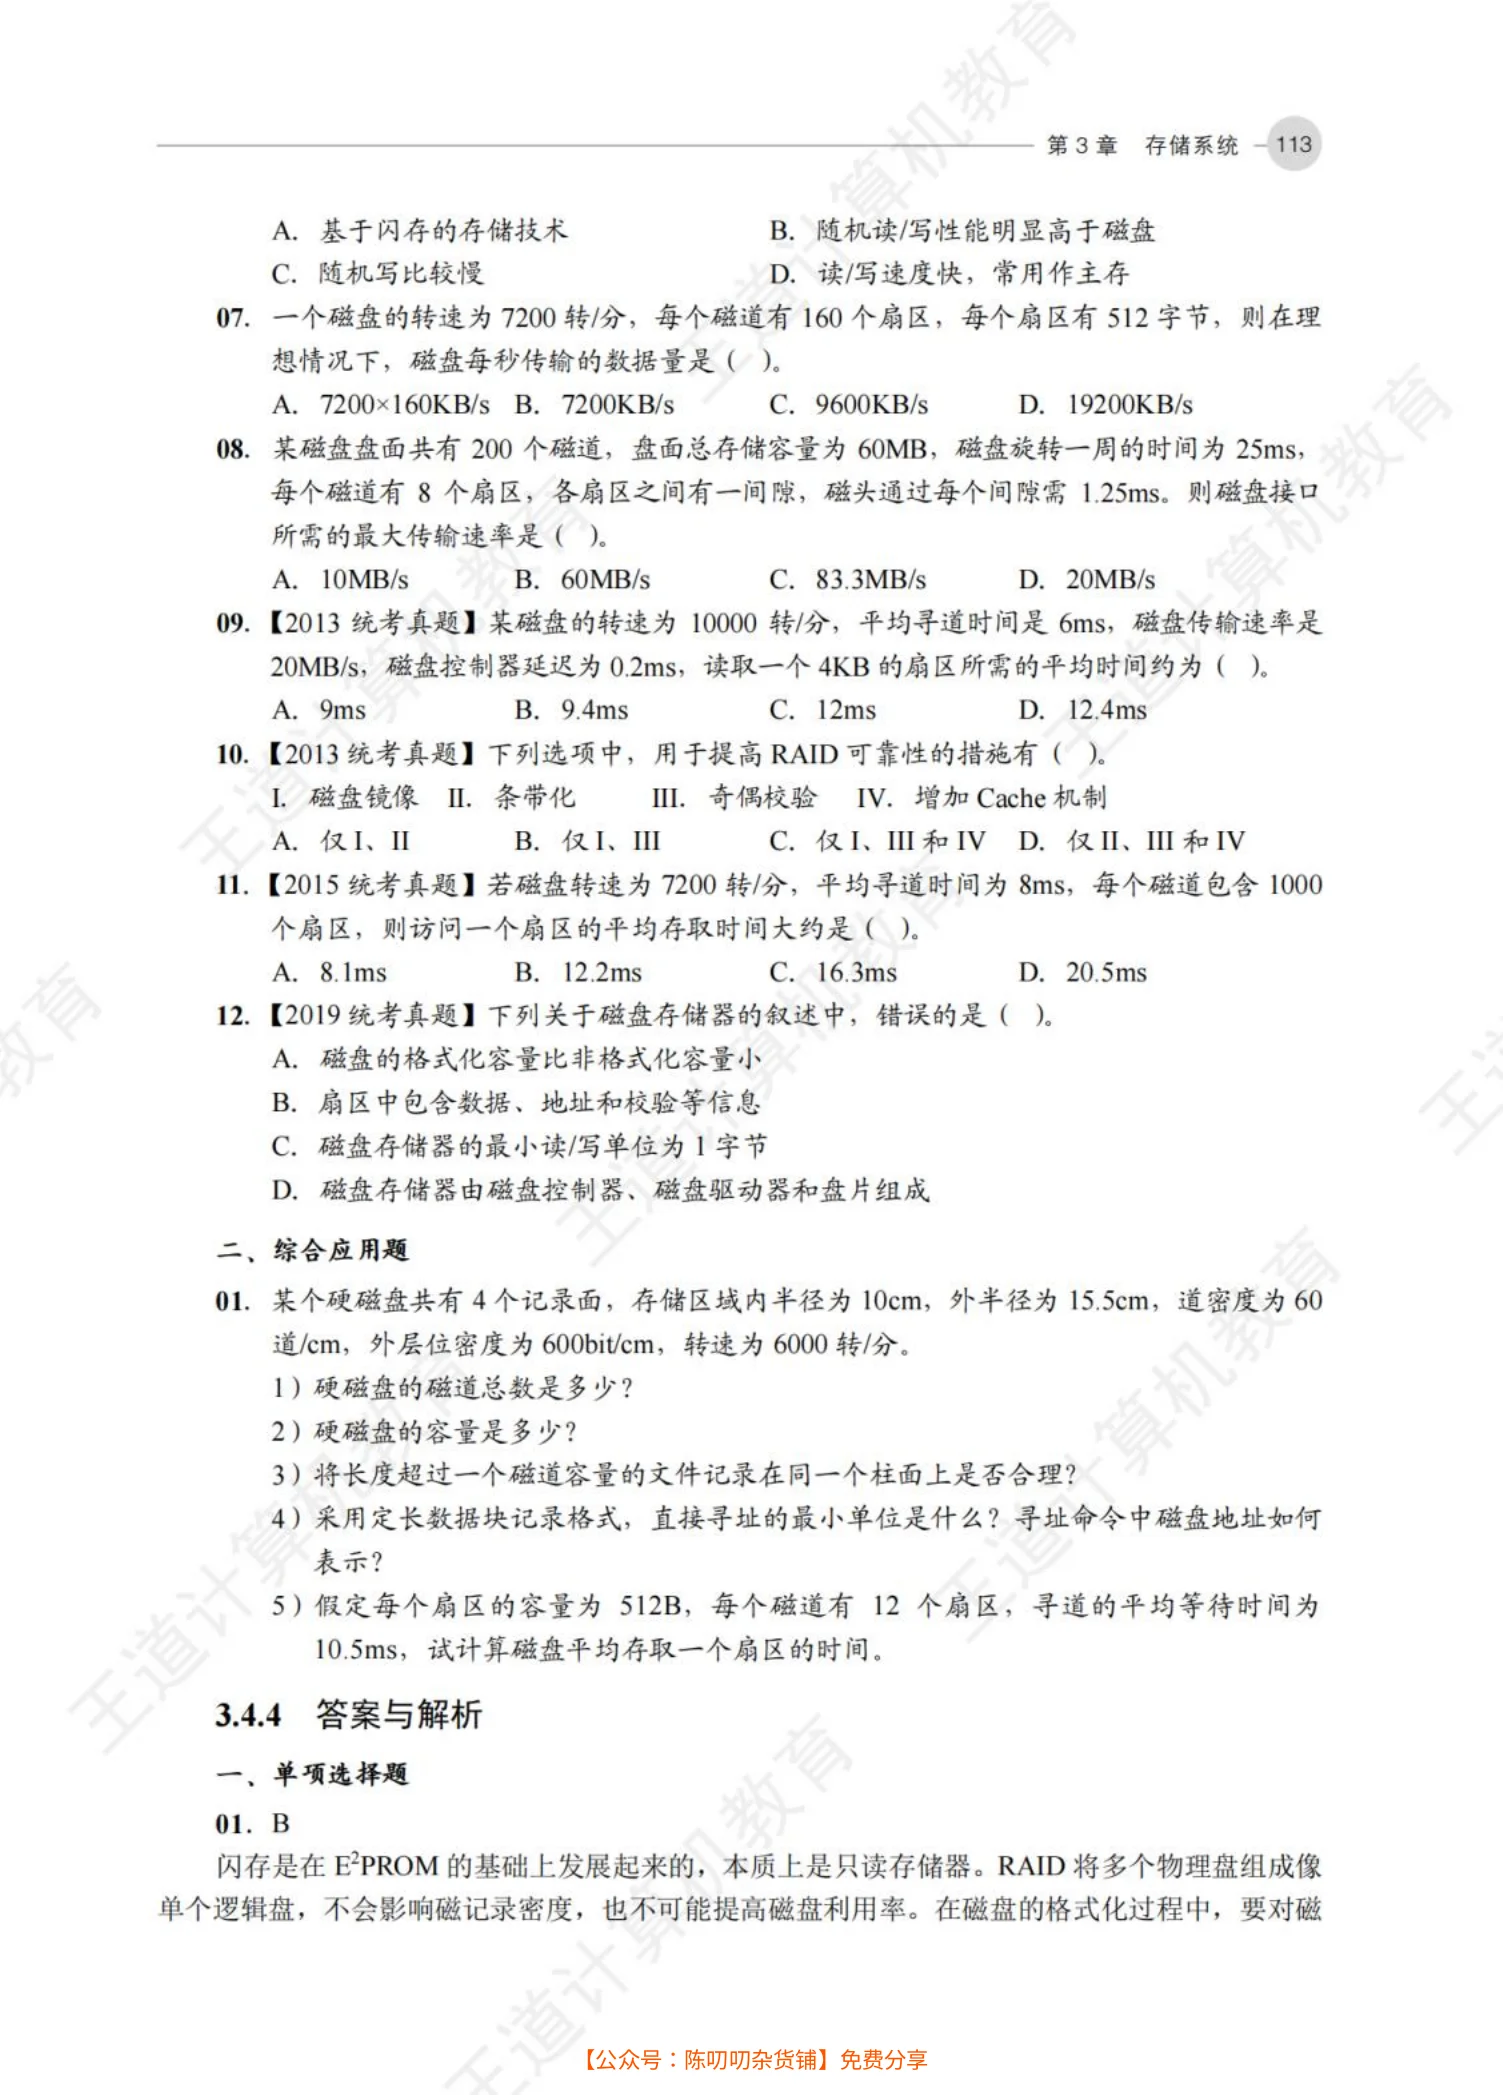 第 3 章 存储系统 113
A. 基于闪存的存储技术 B. 随机读/写性能明显高于磁盘
C. 随机写比较慢 D. 读/写速度快，常用作主存
07. 一个磁盘的转速为 7200 转/分，每个磁道有 160 个扇区，每个扇区有 512 字节，则在理
想情况下，磁盘每秒传输的数据量是（ ）。
A. 7200×160KB/s B. 7200KB/s C. 9600KB/s D. 19200KB/s
08. 某磁盘盘面共有 200 个磁道，盘面总存储容量为 60MB，磁盘旋转一周的时间为 25ms，
每个磁道有 8 个扇区，各扇区之间有一间隙，磁头通过每个间隙需 1.25ms。则磁盘接口
所需的最大传输速率是（ ）。
A. 10MB/s B. 60MB/s C. 83.3MB/s D. 20MB/s
09. 【2013 统考真题】某磁盘的转速为 10000 转/分，平均寻道时间是 6ms，磁盘传输速率是
20MB/s，磁盘控制器延迟为 0.2ms，读取一个 4KB 的扇区所需的平均时间约为（ ）。
A. 9ms B. 9.4ms C. 12ms D. 12.4ms
10. 【2013 统考真题】下列选项中，用于提高 RAID 可靠性的措施有（ ）。
I. 磁盘镜像 II. 条带化 III. 奇偶校验 IV. 增加 Cache 机制
A. 仅 I、II B. 仅 I、III C. 仅 I、III 和 IV D. 仅 II、III 和 IV
11. 【2015 统考真题】若磁盘转速为 7200 转/分，平均寻道时间为 8ms，每个磁道包含 1000
个扇区，则访问一个扇区的平均存取时间大约是（ ）。
A. 8.1ms B. 12.2ms C. 16.3ms D. 20.5ms
12. 【2019 统考真题】下列关于磁盘存储器的叙述中，错误的是（ ）。
A. 磁盘的格式化容量比非格式化容量小
B. 扇区中包含数据、地址和校验等信息
C. 磁盘存储器的最小读/写单位为 1 字节
D. 磁盘存储器由磁盘控制器、磁盘驱动器和盘片组成
二、综合应用题
01. 某个硬磁盘共有 4 个记录面，存储区域内半径为 10cm，外半径为 15.5cm，道密度为 60
道/cm，外层位密度为 600bit/cm，转速为 6000 转/分。
1）硬磁盘的磁道总数是多少？
2）硬磁盘的容量是多少？
3）将长度超过一个磁道容量的文件记录在同一个柱面上是否合理？
4）采用定长数据块记录格式，直接寻址的最小单位是什么？寻址命令中磁盘地址如何
表示？
5）假定每个扇区的容量为 512B，每个磁道有 12 个扇区，寻道的平均等待时间为
10.5ms，试计算磁盘平均存取一个扇区的时间。
3.4.4 答案与解析
一、单项选择题
01. B
闪存是在 E²PROM 的基础上发展起来的，本质上是只读存储器。RAID 将多个物理盘组成像
单个逻辑盘，不会影响磁记录密度，也不可能提高磁盘利用率。在磁盘的格式化过程中，要对磁
【公众号：陈叨叨杂货铺】免费分享
王道计算机教育